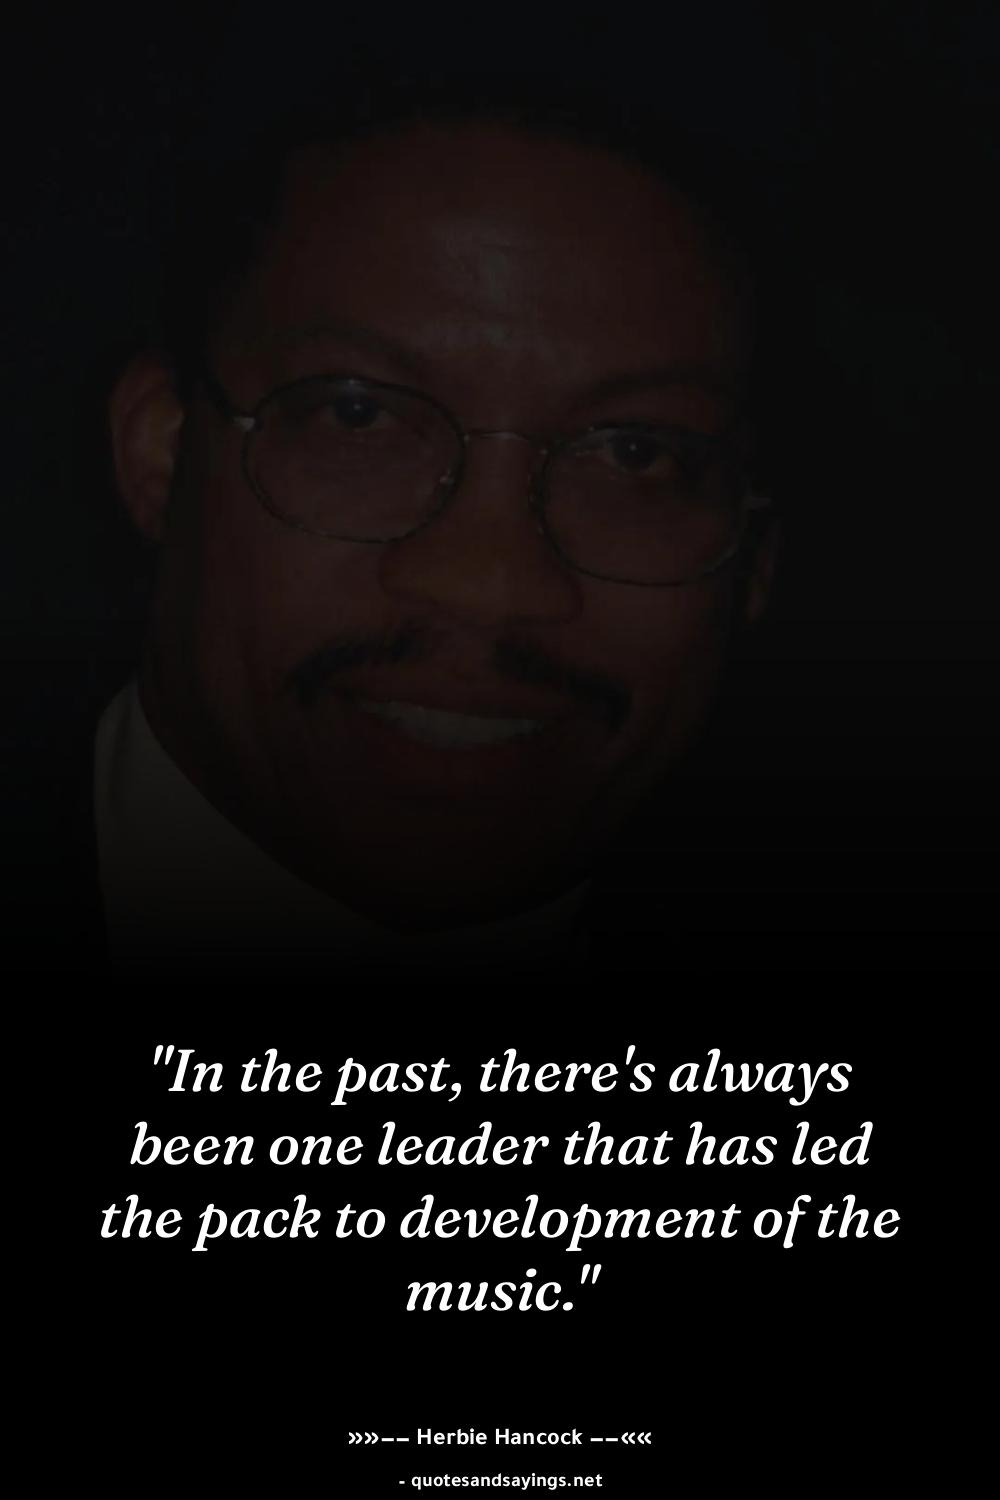 "In the past, there's always
been one leader that has led
the pack to development of the
music."
»»−− Herbie Hancock −−««
- quotesandsayings.net